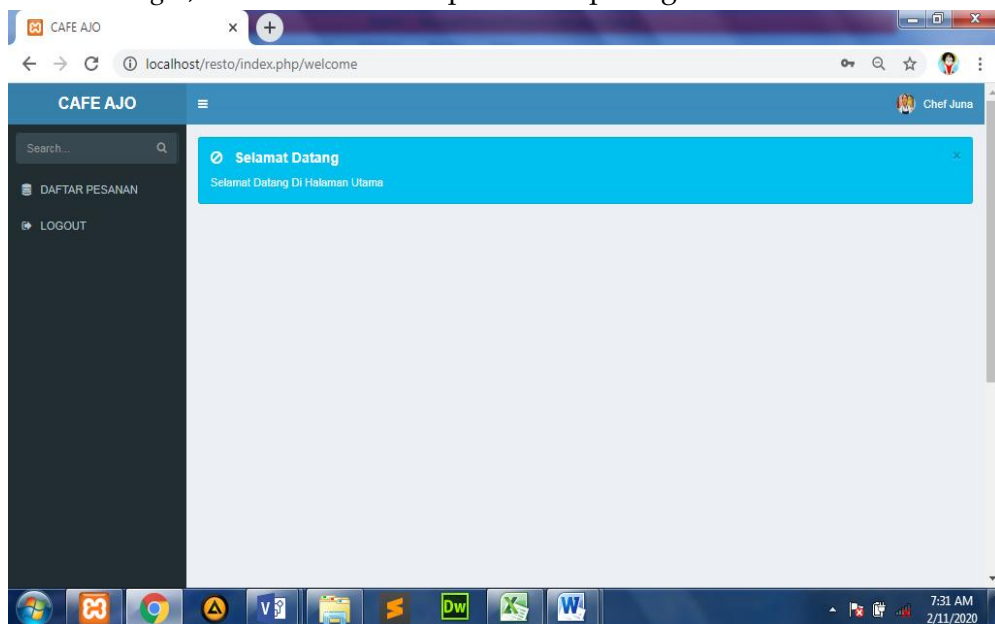 CAFE AJO
localhost/resto/index.php/welcome
CAFE AJO
Chef Juna
Search...
Selamat Datang
Selamat Datang Di Halaman Utama
DAFTAR PESANAN
LOGOUT
Dw
7:31 AM
2/11/2020